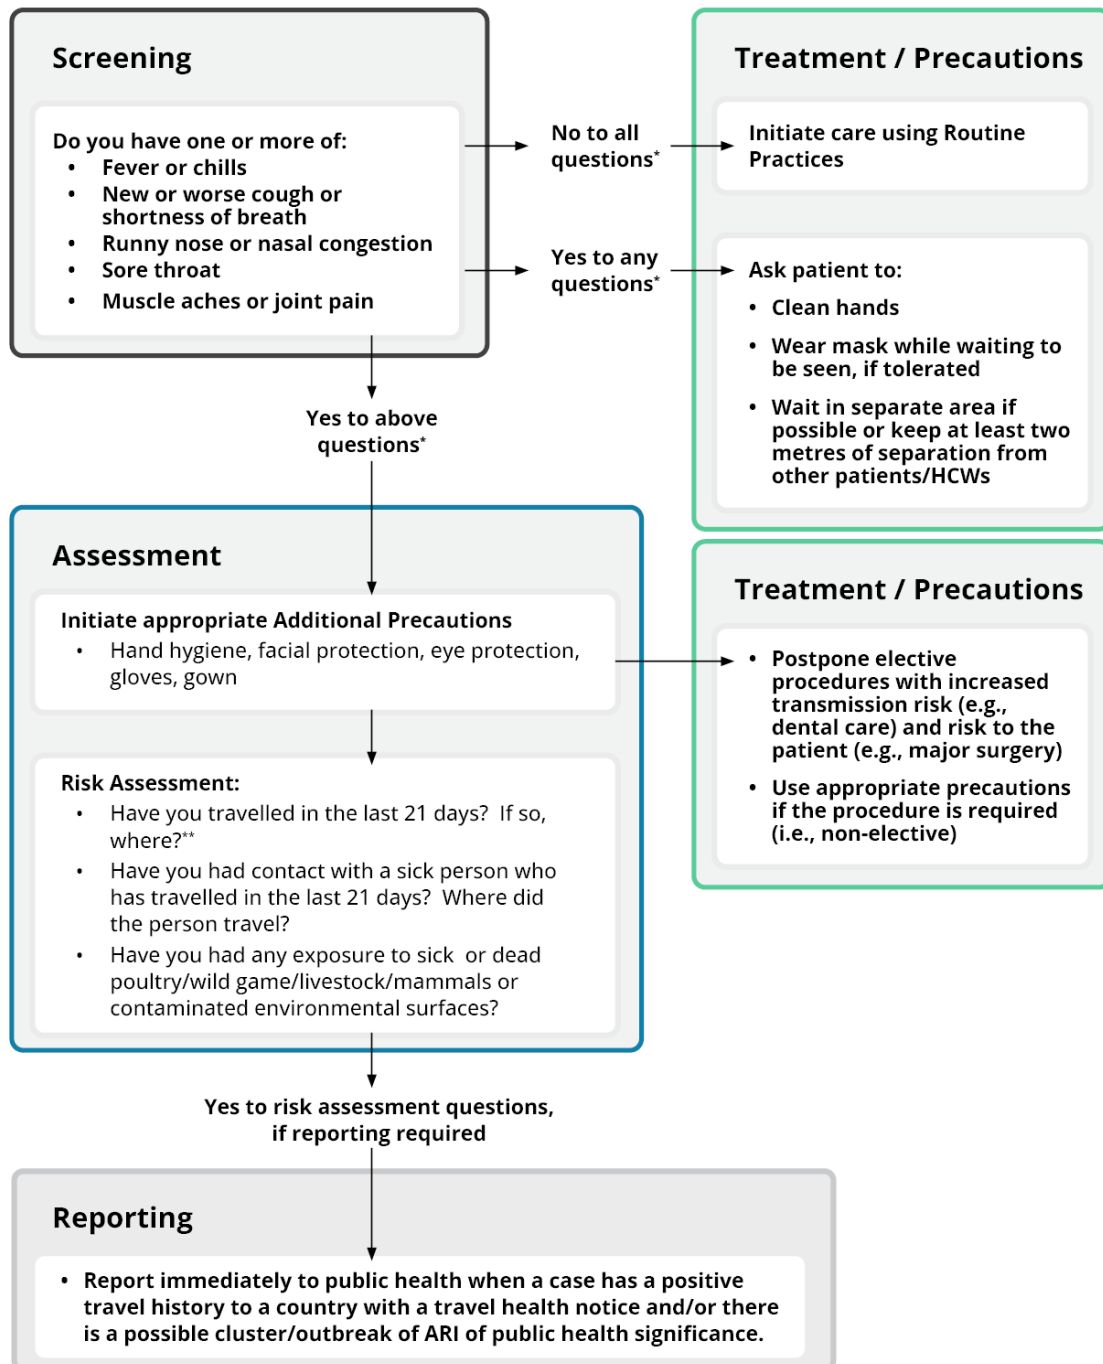 Screening
Do you have one or more of:
• Fever or chills
• New or worse cough or
shortness of breath
• Runny nose or nasal congestion
• Sore throat
• Muscle aches or joint pain
No to all
questions*
Yes to any
questions*
Treatment / Precautions
Initiate care using Routine
Practices
Ask patient to:
• Clean hands
• Wear mask while waiting to
be seen, if tolerated
• Wait in separate area if
possible or keep at least two
metres of separation from
other patients/HCWs
Yes to above
questions*
Assessment
Initiate appropriate Additional Precautions
• Hand hygiene, facial protection, eye protection,
gloves, gown
Treatment / Precautions
• Postpone elective
procedures with increased
transmission risk (e.g.,
dental care) and risk to the
patient (e.g., major surgery)
• Use appropriate precautions
if the procedure is required
(i.e., non-elective)
Risk Assessment:
• Have you travelled in the last 21 days? If so,
where?**
• Have you had contact with a sick person who
has travelled in the last 21 days? Where did
the person travel?
• Have you had any exposure to sick or dead
poultry/wild game/livestock/mammals or
contaminated environmental surfaces?
Yes to risk assessment questions,
if reporting required
Reporting
• Report immediately to public health when a case has a positive
travel history to a country with a travel health notice and/or there
is a possible cluster/outbreak of ARI of public health significance.